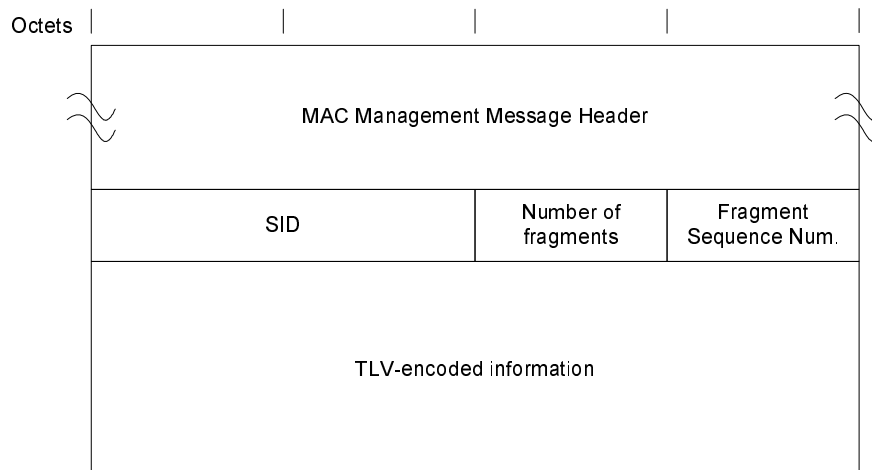 Octets
MAC Management Message Header
SID
Number of
fragments
Fragment
Sequence Num.
TLV-encoded information